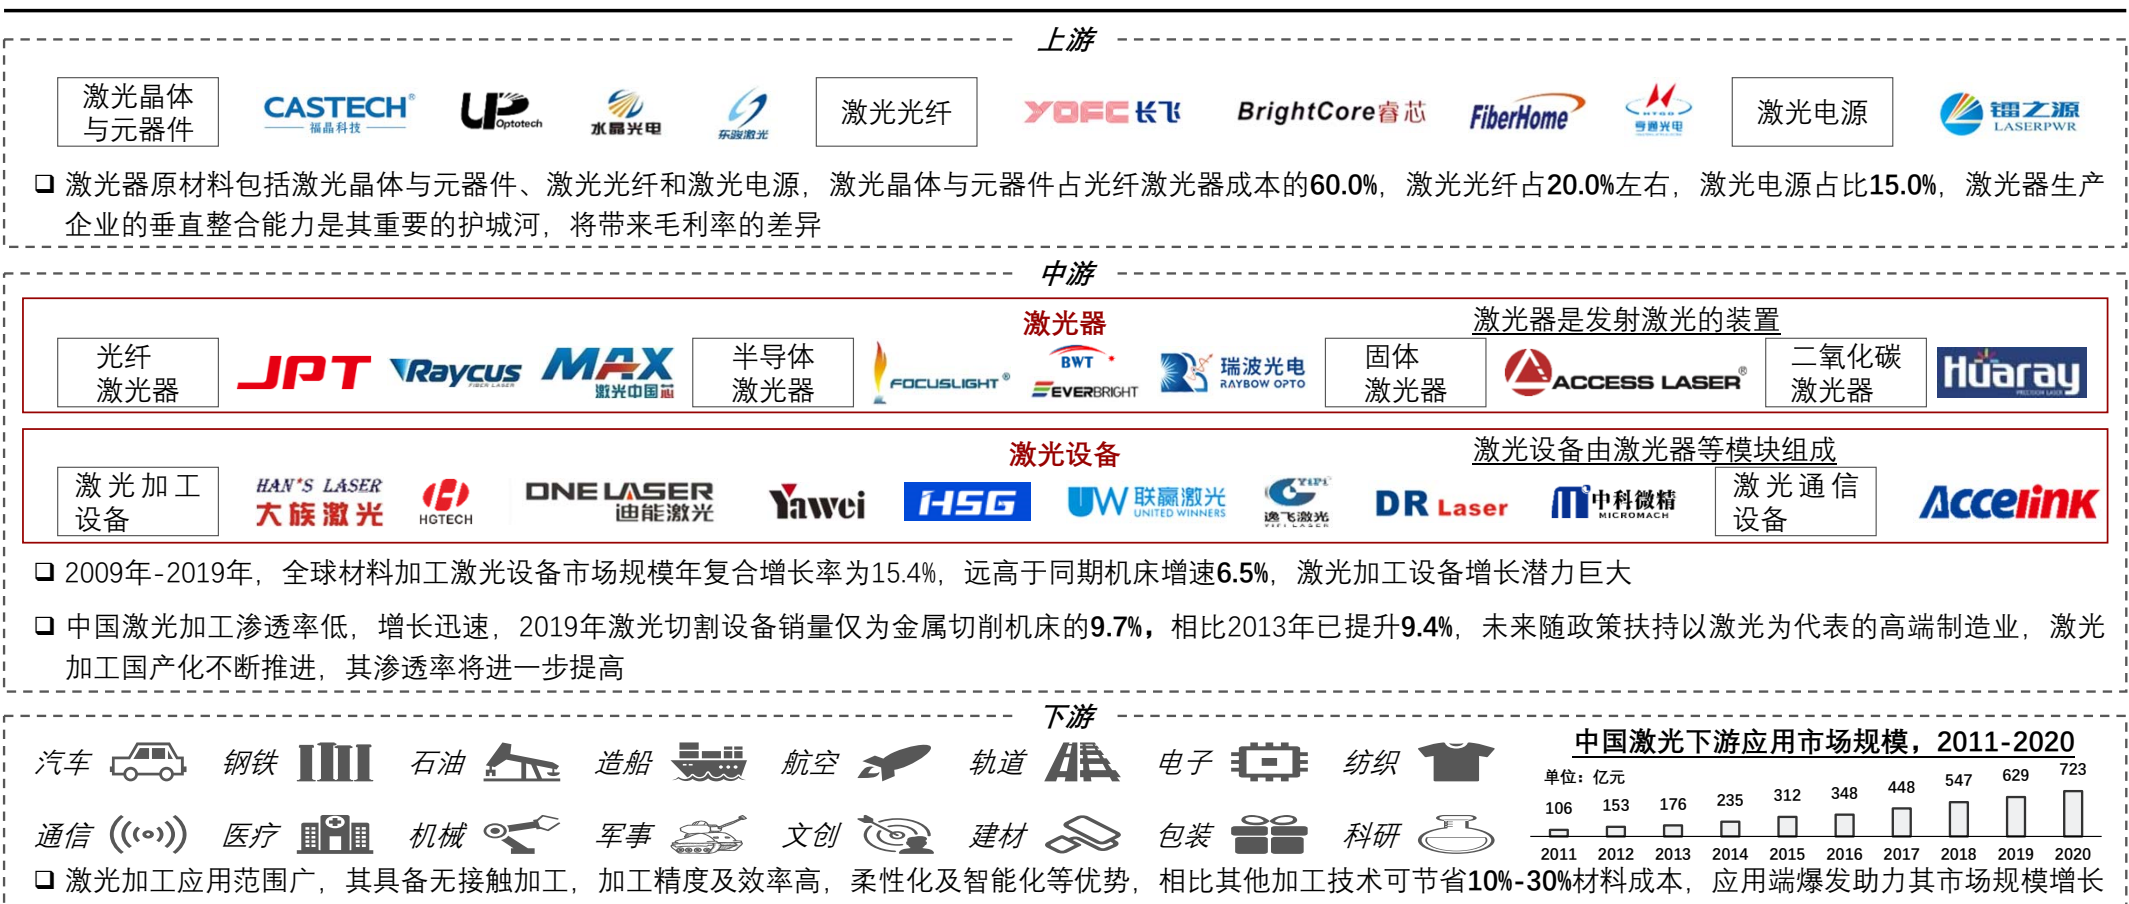 上游
激光晶体
与元器件
CASTECH®
福晶科技
UP Optotech
水晶光电
东骏激光
激光光纤
YOFC 长飞
BrightCore 睿芯
FiberHome
HTGD
亨通光电
激光电源
镭之源
LASERPWR
❑ 激光器原材料包括激光晶体与元器件、激光光纤和激光电源，激光晶体与元器件占光纤激光器成本的60.0%，激光光纤占20.0%左右，激光电源占比15.0%，激光器生产
企业的垂直整合能力是其重要的护城河，将带来毛利率的差异
中游
激光器
激光器是发射激光的装置
光纤
激光器
JPT
Raycus
FIBER LASER
MAX
激光中国芯
半导体
激光器
FOCUSLIGHT®
BWT
EVERBRIGHT
瑞波光电
RAYBOW OPTO
固体
激光器
ACCESS LASER®
二氧化碳
激光器
Huaray
PRECISION LASER
激光设备
激光设备由激光器等模块组成
激光加工
设备
HAN'S LASER
大族激光
HGTECH
ONE LASER
迪能激光
Yawei
HSG
UW 联赢激光
UNITED WINNERS
YIFI
逸飞激光
YIFI LASER
DR Laser
中科微精
MICROMACH
激光通信
设备
Accelink
❑ 2009年-2019年，全球材料加工激光设备市场规模年复合增长率为15.4%，远高于同期机床增速6.5%，激光加工设备增长潜力巨大
❑ 中国激光加工渗透率低，增长迅速，2019年激光切割设备销量仅为金属切削机床的9.7%，相比2013年已提升9.4%，未来随政策扶持以激光为代表的高端制造业，激光
加工国产化不断推进，其渗透率将进一步提高
下游
汽车 钢铁 石油 造船 航空 轨道 电子 纺织
通信 医疗 机械 军事 文创 建材 包装 科研
中国激光下游应用市场规模，2011-2020
单位：亿元
106 153 176 235 312 348 448 547 629 723
2011 2012 2013 2014 2015 2016 2017 2018 2019 2020
❑ 激光加工应用范围广，其具备无接触加工，加工精度及效率高，柔性化及智能化等优势，相比其他加工技术可节省10%-30%材料成本，应用端爆发助力其市场规模增长